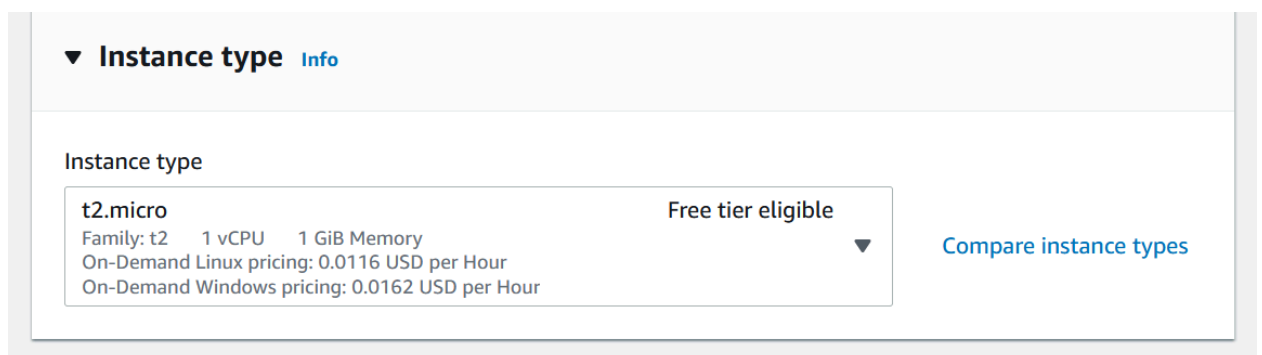 Instance type Info
Instance type
t2.micro Free tier eligible
Family: t2 1 vCPU 1 GiB Memory
On-Demand Linux pricing: 0.0116 USD per Hour
On-Demand Windows pricing: 0.0162 USD per Hour
Compare instance types